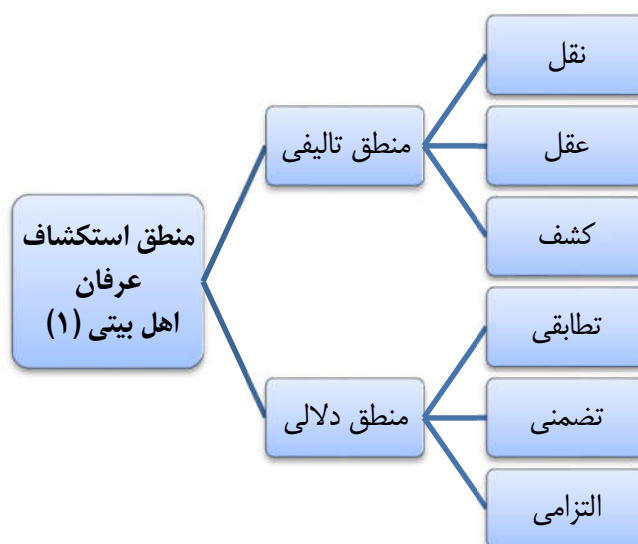 منطق استکشاف
عرفان
اهل بیتی (۱)
منطق تالیفی
نقل
عقل
کشف
منطق دلالی
تطابقی
تضمنی
التزامی